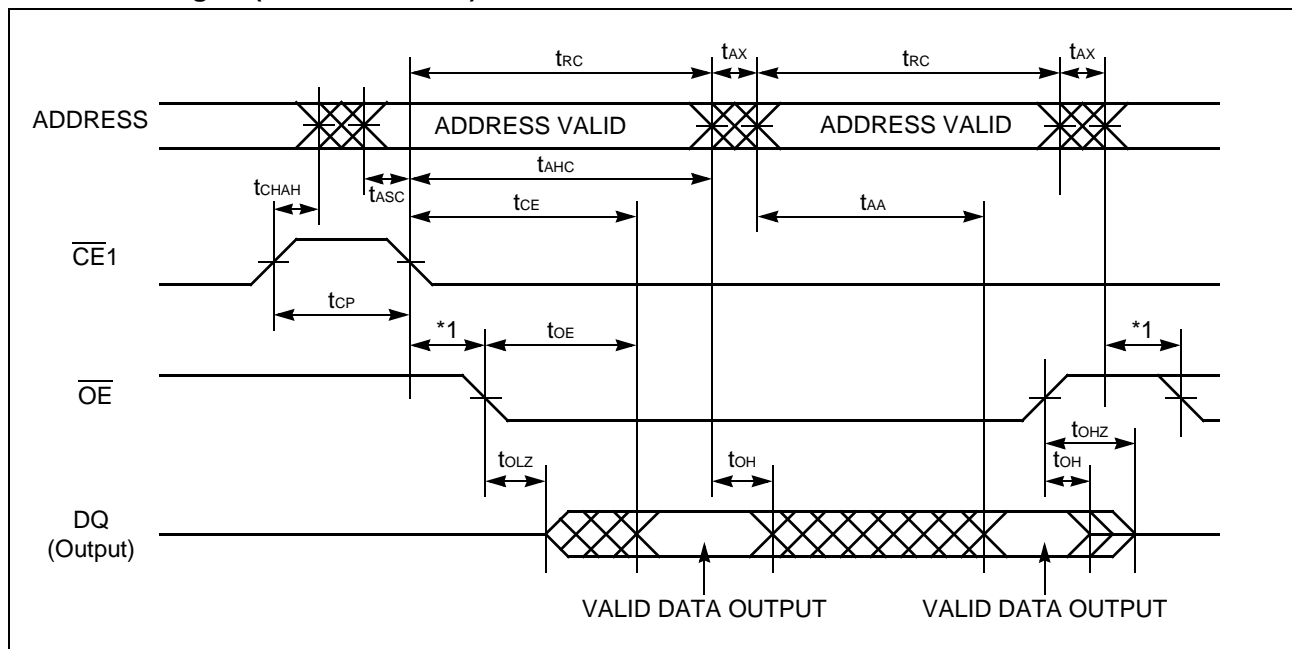 tRC tAX tRC tAX
ADDRESS ADDRESS VALID ADDRESS VALID
tAHC
tCHAH tASC tCE tAA
CE1
tCP
*1 tOE *1
OE
tOHZ
tOLZ tOH tOH
DQ
(Output)
VALID DATA OUTPUT VALID DATA OUTPUT